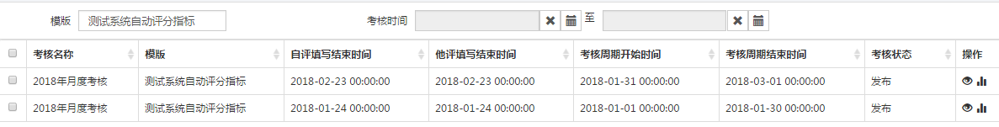 模版 测试系统自动评分指标 考核时间 至
考核名称 模版 自评填写结束时间 他评填写结束时间 考核周期开始时间 考核周期结束时间 考核状态 操作
2018年月度考核 测试系统自动评分指标 2018-02-23 00:00:00 2018-02-23 00:00:00 2018-01-31 00:00:00 2018-03-01 00:00:00 发布
2018年月度考核 测试系统自动评分指标 2018-01-24 00:00:00 2018-01-24 00:00:00 2018-01-01 00:00:00 2018-01-30 00:00:00 发布